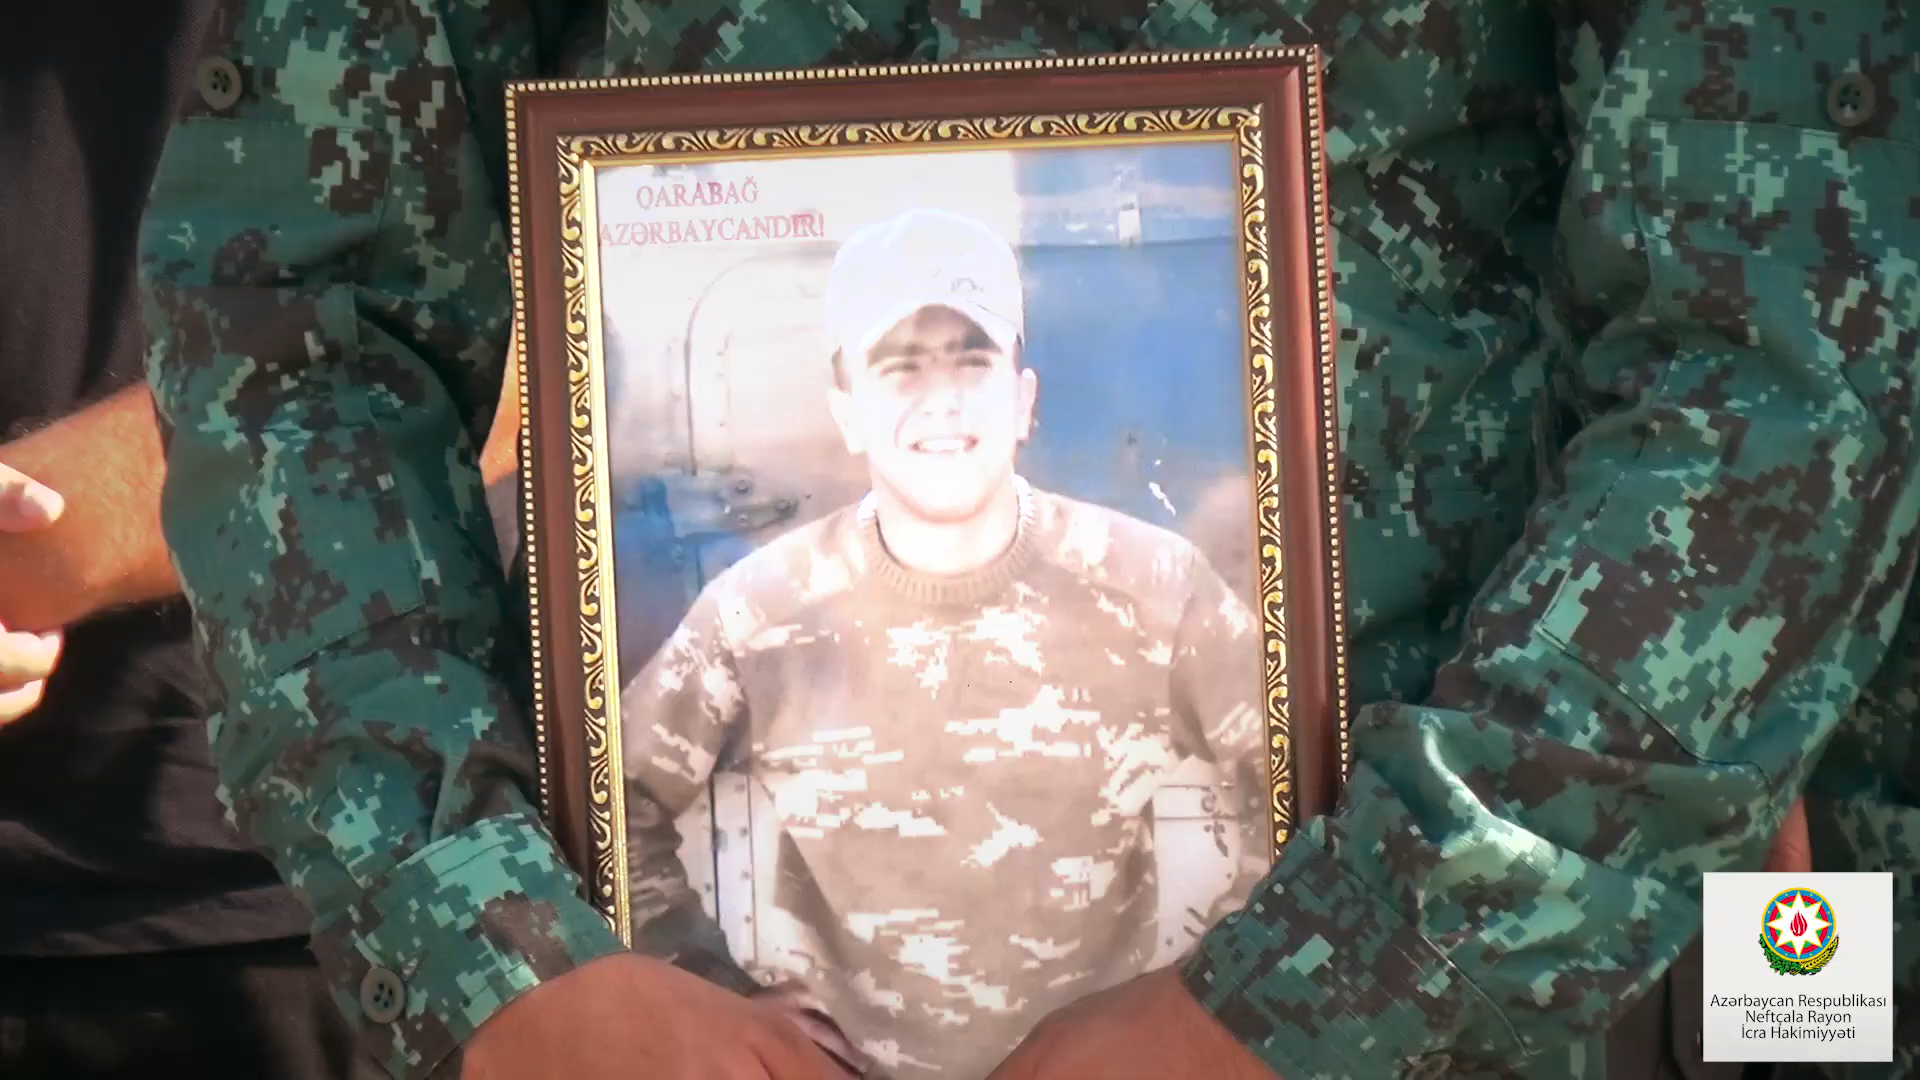 QARABAĞ
AZƏRBAYCANDIR!
Azərbaycan Respublikası
Neftçala Rayon
İcra Hakimiyyəti